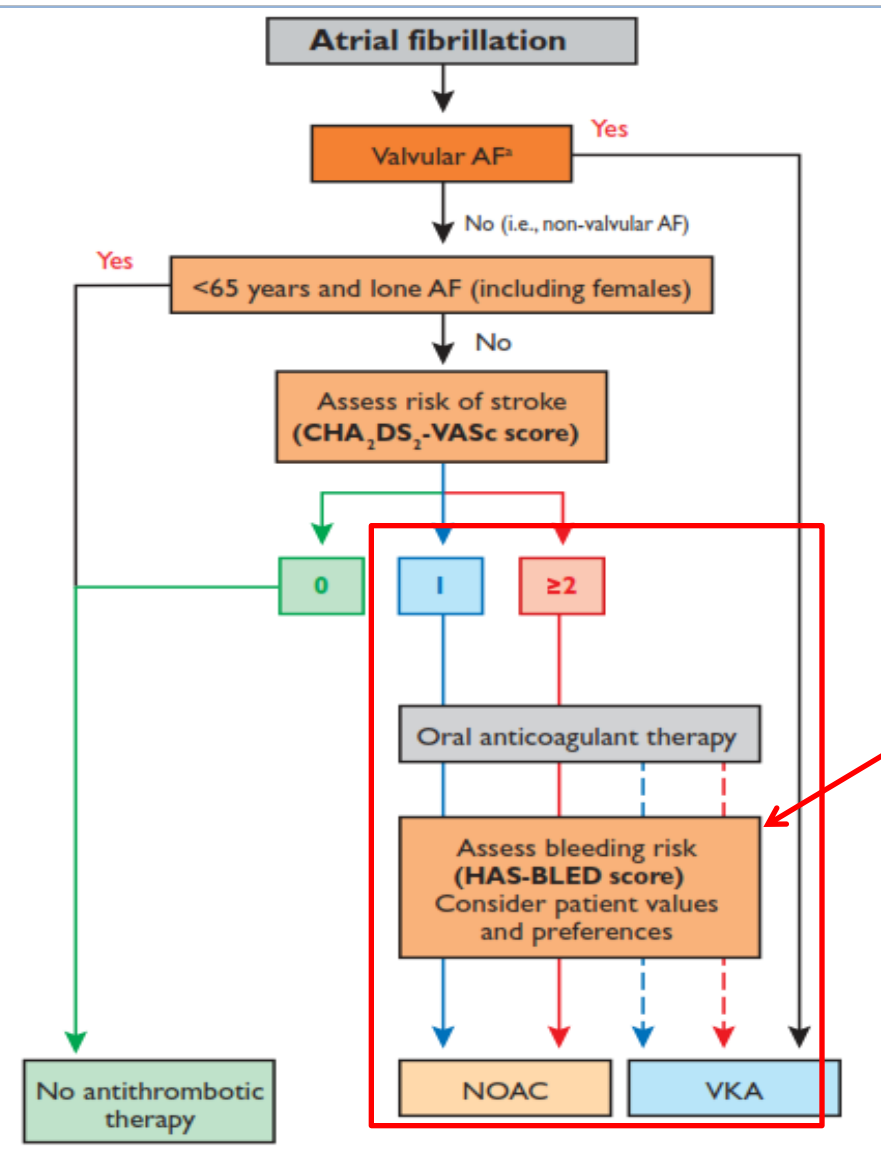 Atrial fibrillation
Yes
Valvular AFᵃ
No (i.e., non-valvular AF)
Yes
<65 years and lone AF (including females)
No
Assess risk of stroke
(CHA₂DS₂-VASc score)
0
1
≥2
Oral anticoagulant therapy
Assess bleeding risk
(HAS-BLED score)
Consider patient values
and preferences
No antithrombotic
therapy
NOAC
VKA